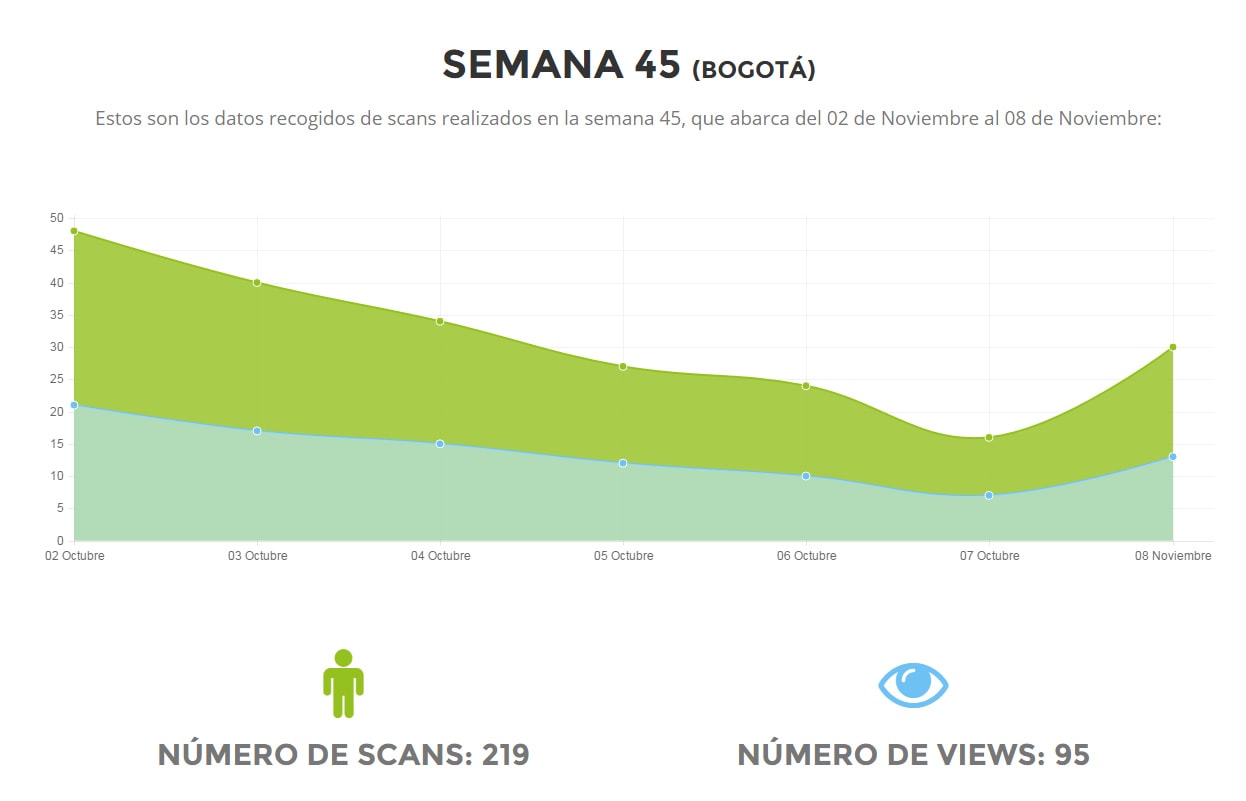 SEMANA 45 (BOGOTÁ)
Estos son los datos recogidos de scans realizados en la semana 45, que abarca del 02 de Noviembre al 08 de Noviembre:
50
45
40
35
30
25
20
15
10
5
0
02 Octubre 03 Octubre 04 Octubre 05 Octubre 06 Octubre 07 Octubre 08 Noviembre
NÚMERO DE SCANS: 219 NÚMERO DE VIEWS: 95